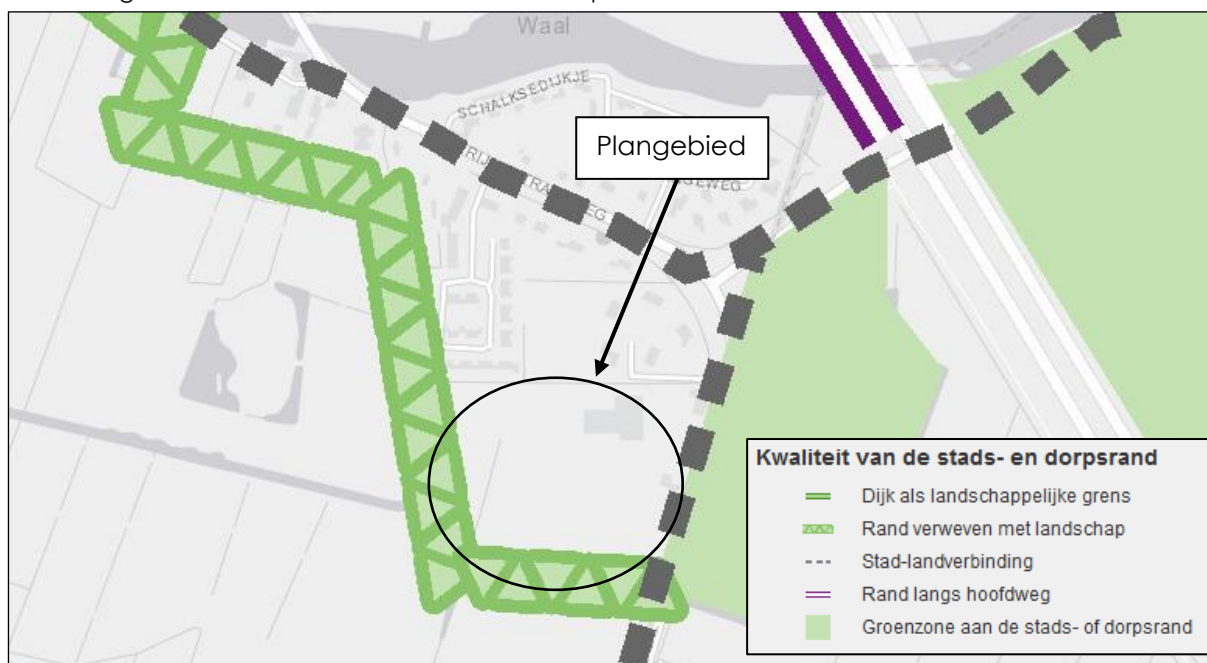 Waal
SCHALKSEDIJKJE
Plangebied
Kwaliteit van de stads- en dorpsrand
Dijk als landschappelijke grens
Rand verweven met landschap
Stad-landverbinding
Rand langs hoofdweg
Groenzone aan de stads- of dorpsrand